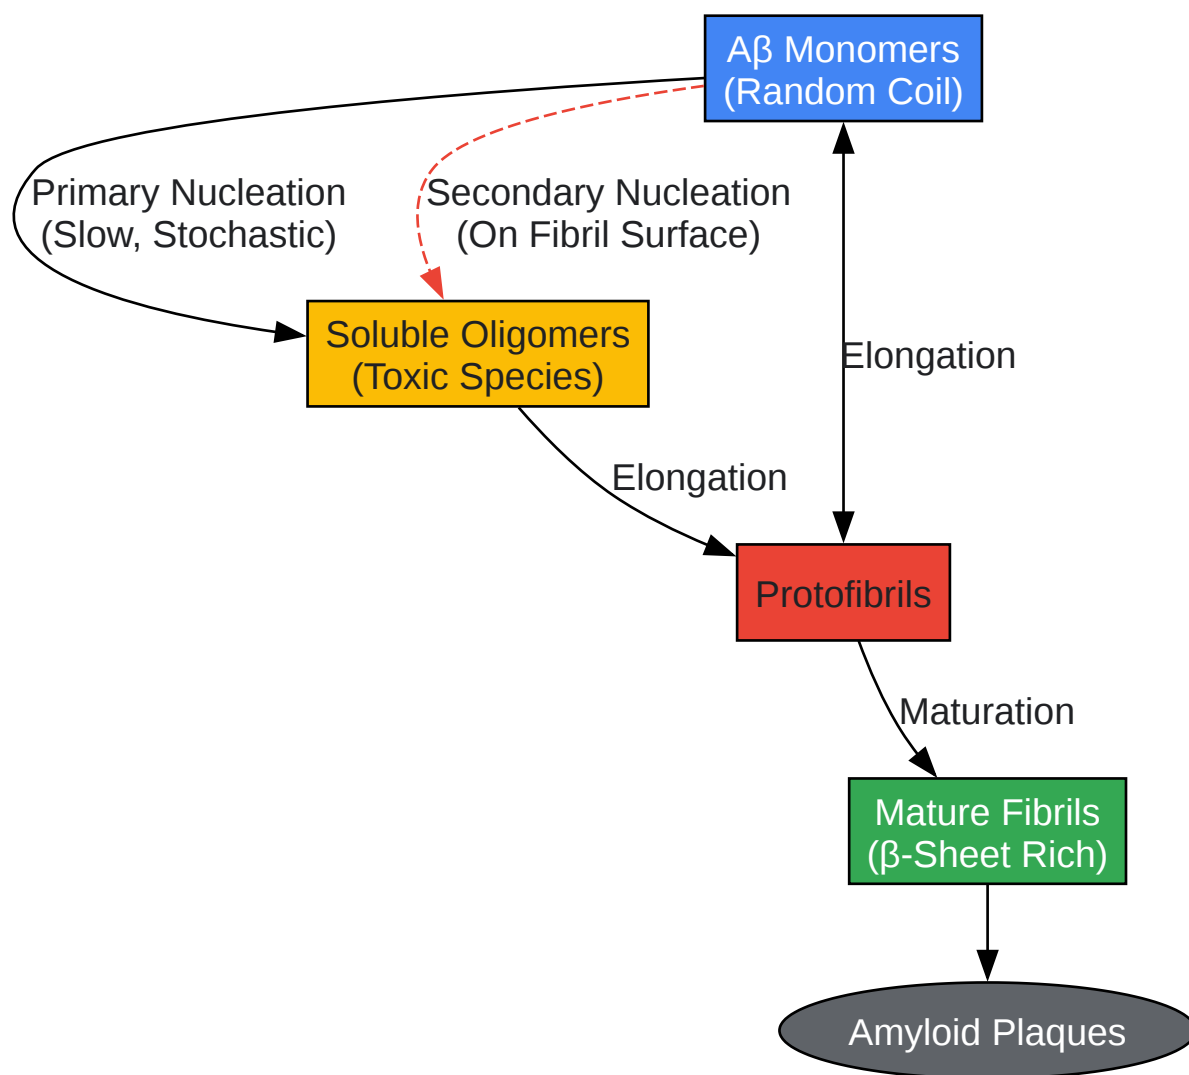 Aβ Monomers
(Random Coil)
Primary Nucleation
(Slow, Stochastic)
Secondary Nucleation
(On Fibril Surface)
Soluble Oligomers
(Toxic Species)
Elongation
Elongation
Protofibrils
Maturation
Mature Fibrils
(β-Sheet Rich)
Amyloid Plaques